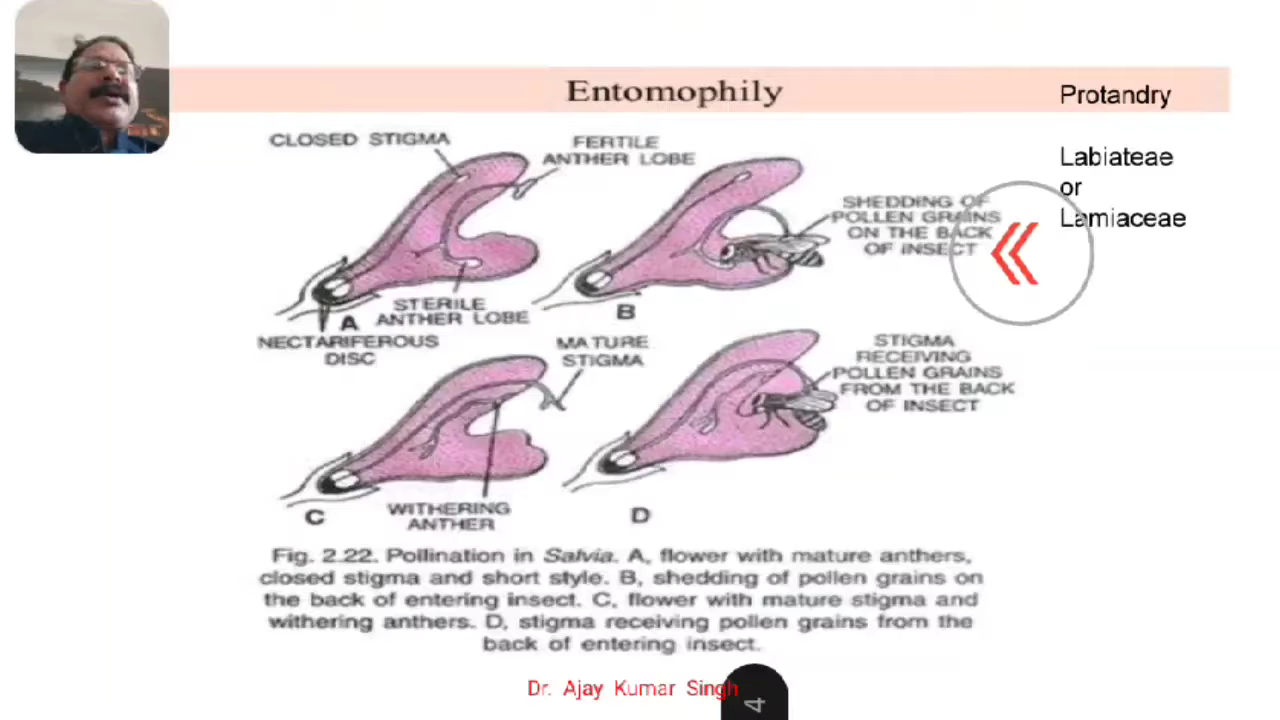 Entomophily
Protandry
Labiateae
or
Lamiaceae
CLOSED STIGMA
FERTILE
ANTHER LOBE
SHEDDING OF
POLLEN GRAINS
ON THE BACK
OF INSECT
STERILE
ANTHER LOBE
A
B
NECTARIFEROUS
DISC
MATURE
STIGMA
STIGMA
RECEIVING
POLLEN GRAINS
FROM THE BACK
OF INSECT
WITHERING
ANTHER
C
D
Fig. 2.22. Pollination in Salvia. A, flower with mature anthers,
closed stigma and short style. B, shedding of pollen grains on
the back of entering insect. C, flower with mature stigma and
withering anthers. D, stigma receiving pollen grains from the
back of entering insect.
Dr. Ajay Kumar Singh
4